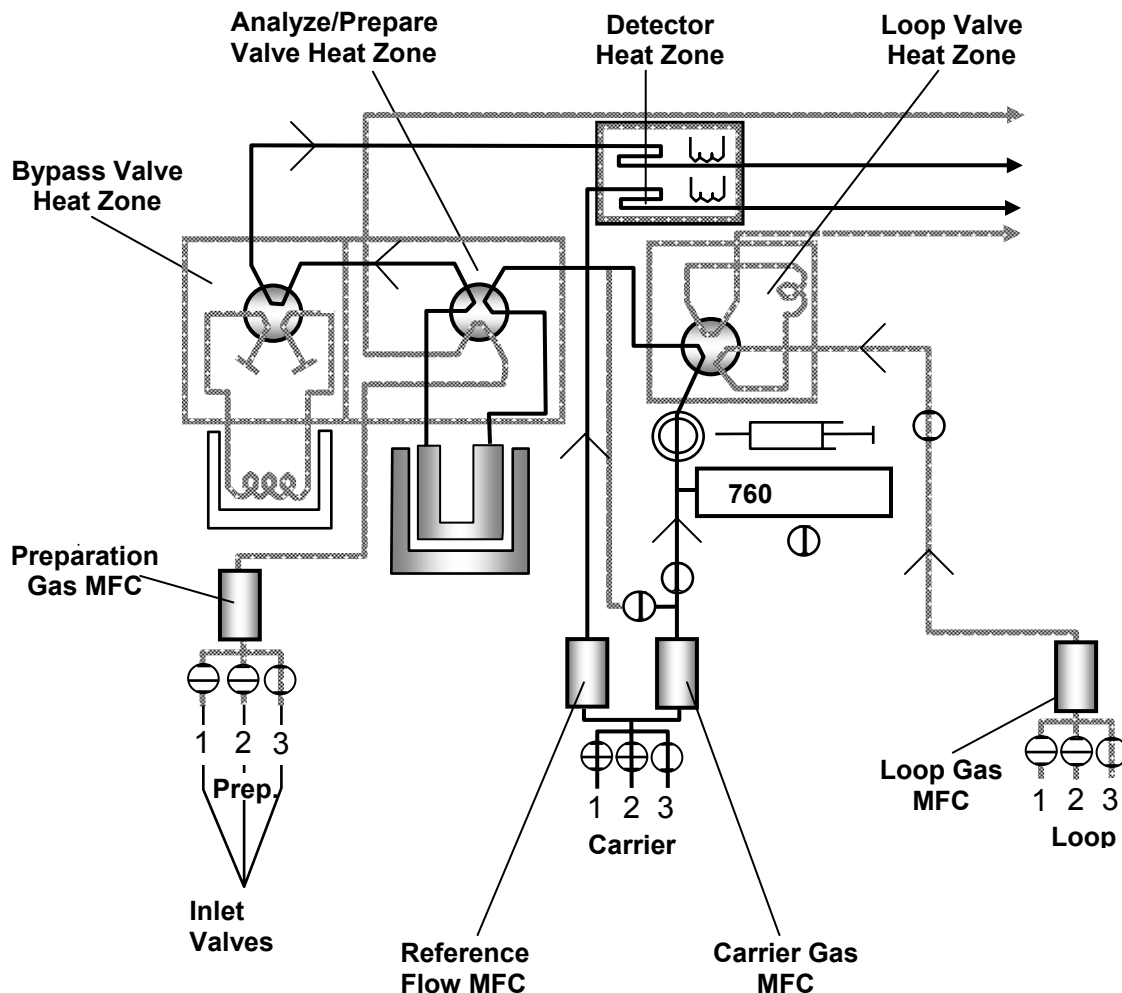 Analyze/Prepare
Valve Heat Zone
Detector
Heat Zone
Loop Valve
Heat Zone
Bypass Valve
Heat Zone
760
Preparation
Gas MFC
1 2 3
Prep.
Inlet
Valves
1 2 3
Carrier
Reference
Flow MFC
Carrier Gas
MFC
Loop Gas
MFC
1 2 3
Loop